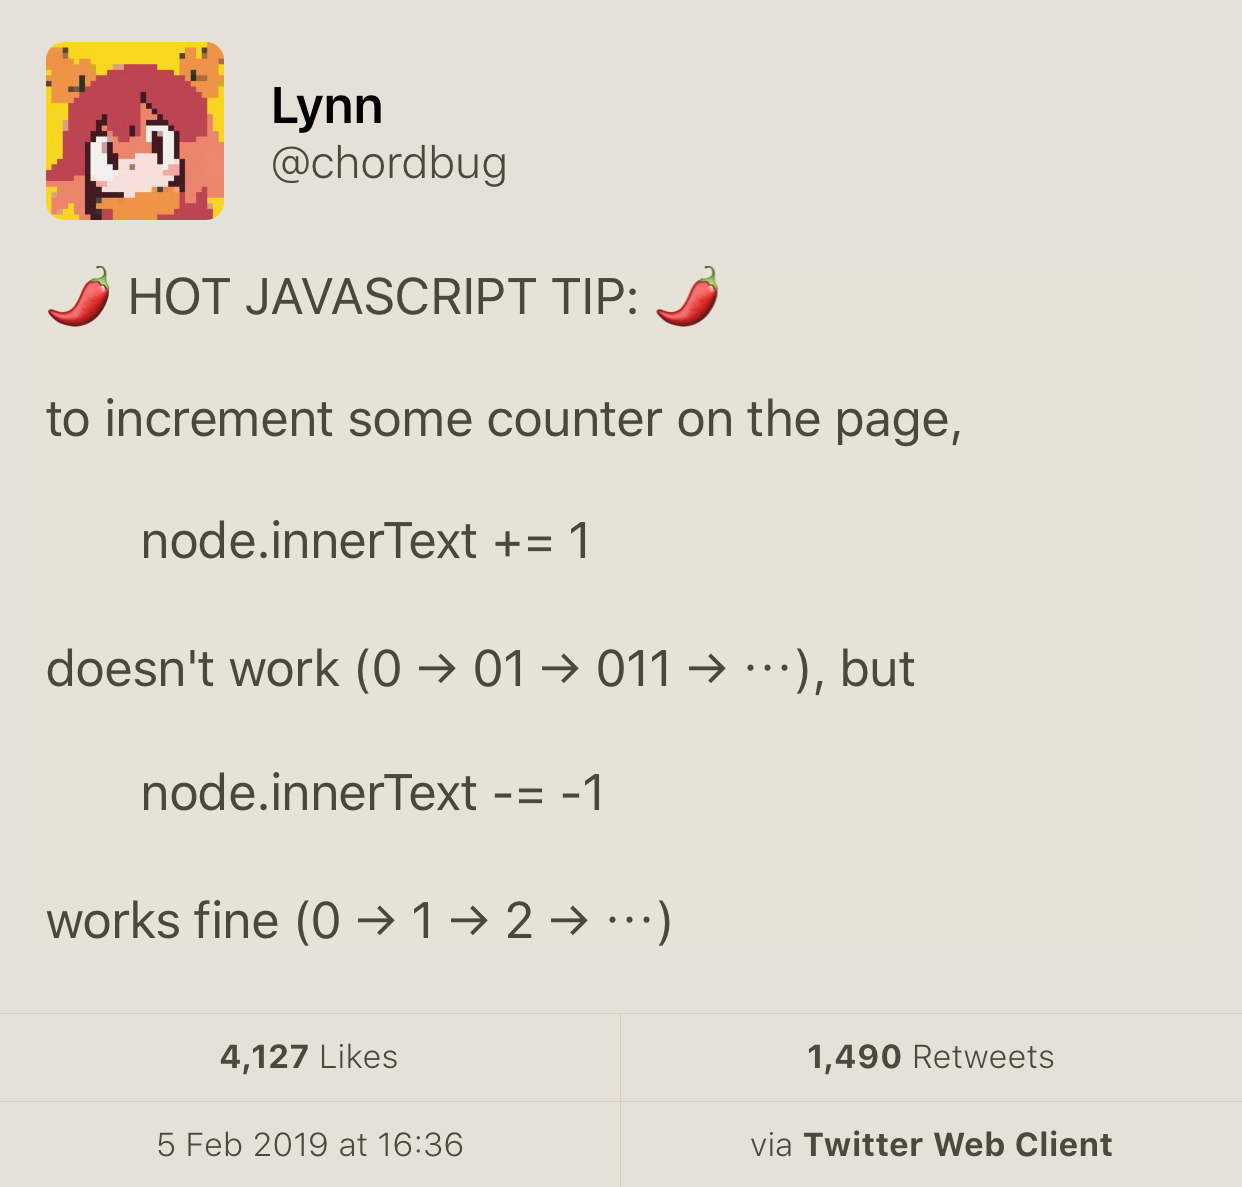 Lynn
@chordbug
🌶️ HOT JAVASCRIPT TIP: 🌶️
to increment some counter on the page,
node.innerText += 1
doesn't work (0 → 01 → 011 → ⋯), but
node.innerText -= -1
works fine (0 → 1 → 2 → ⋯)
4,127 Likes
1,490 Retweets
5 Feb 2019 at 16:36
via Twitter Web Client